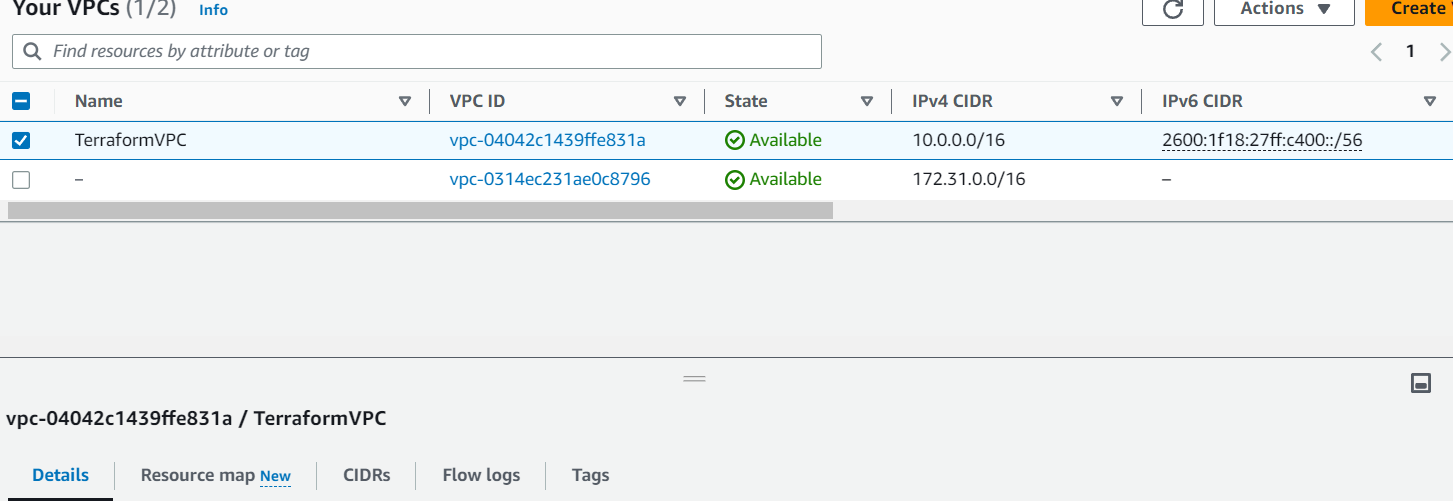 Your VPCs (1/2) Info
Actions Create
Find resources by attribute or tag
1
Name VPC ID State IPv4 CIDR IPv6 CIDR
TerraformVPC vpc-04042c1439ffe831a Available 10.0.0.0/16 2600:1f18:27ff:c400::/56
– vpc-0314ec231ae0c8796 Available 172.31.0.0/16 –
vpc-04042c1439ffe831a / TerraformVPC
Details Resource map New CIDRs Flow logs Tags